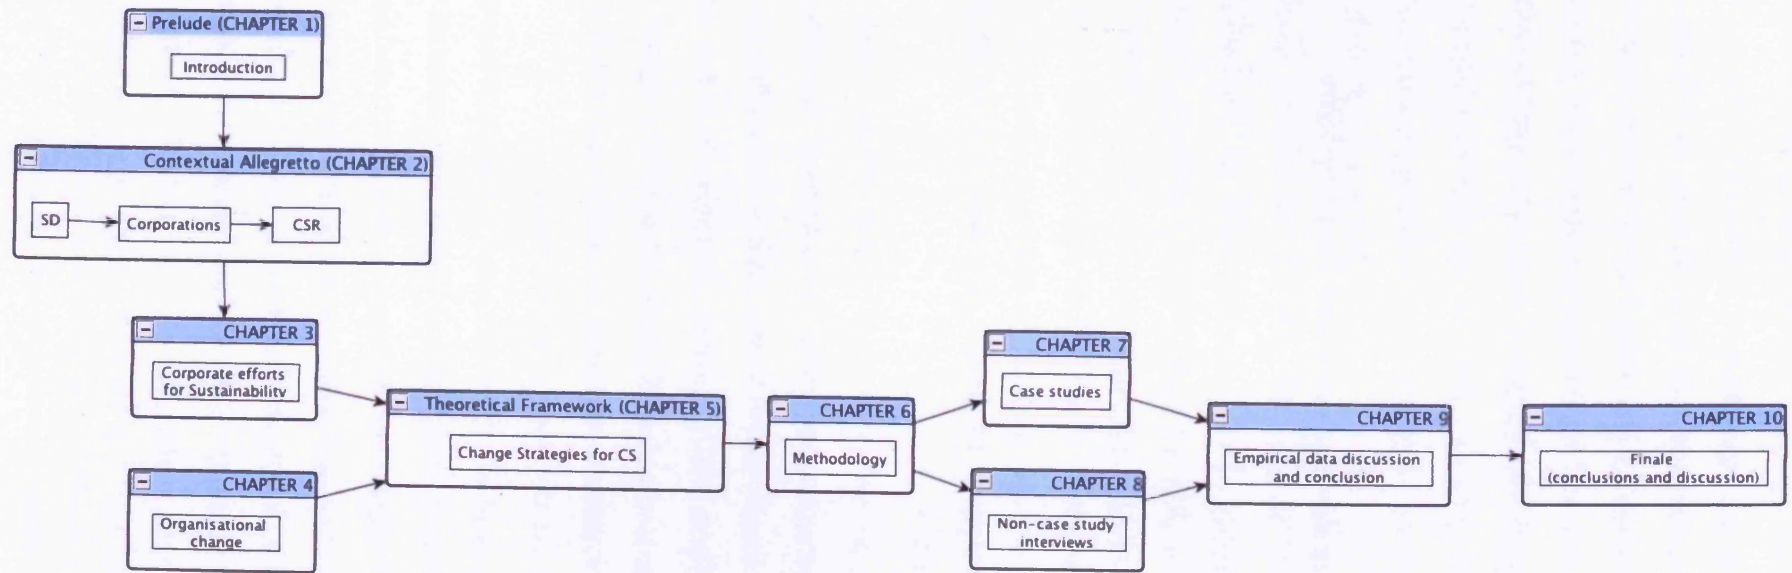 Prelude (CHAPTER 1)
Introduction
Contextual Allegretto (CHAPTER 2)
SD
Corporations
CSR
CHAPTER 3
Corporate efforts
for Sustainability
CHAPTER 4
Organisational
change
Theoretical Framework (CHAPTER 5)
Change Strategies for CS
CHAPTER 6
Methodology
CHAPTER 7
Case studies
CHAPTER 8
Non-case study
interviews
CHAPTER 9
Empirical data discussion
and conclusion
CHAPTER 10
Finale
(conclusions and discussion)